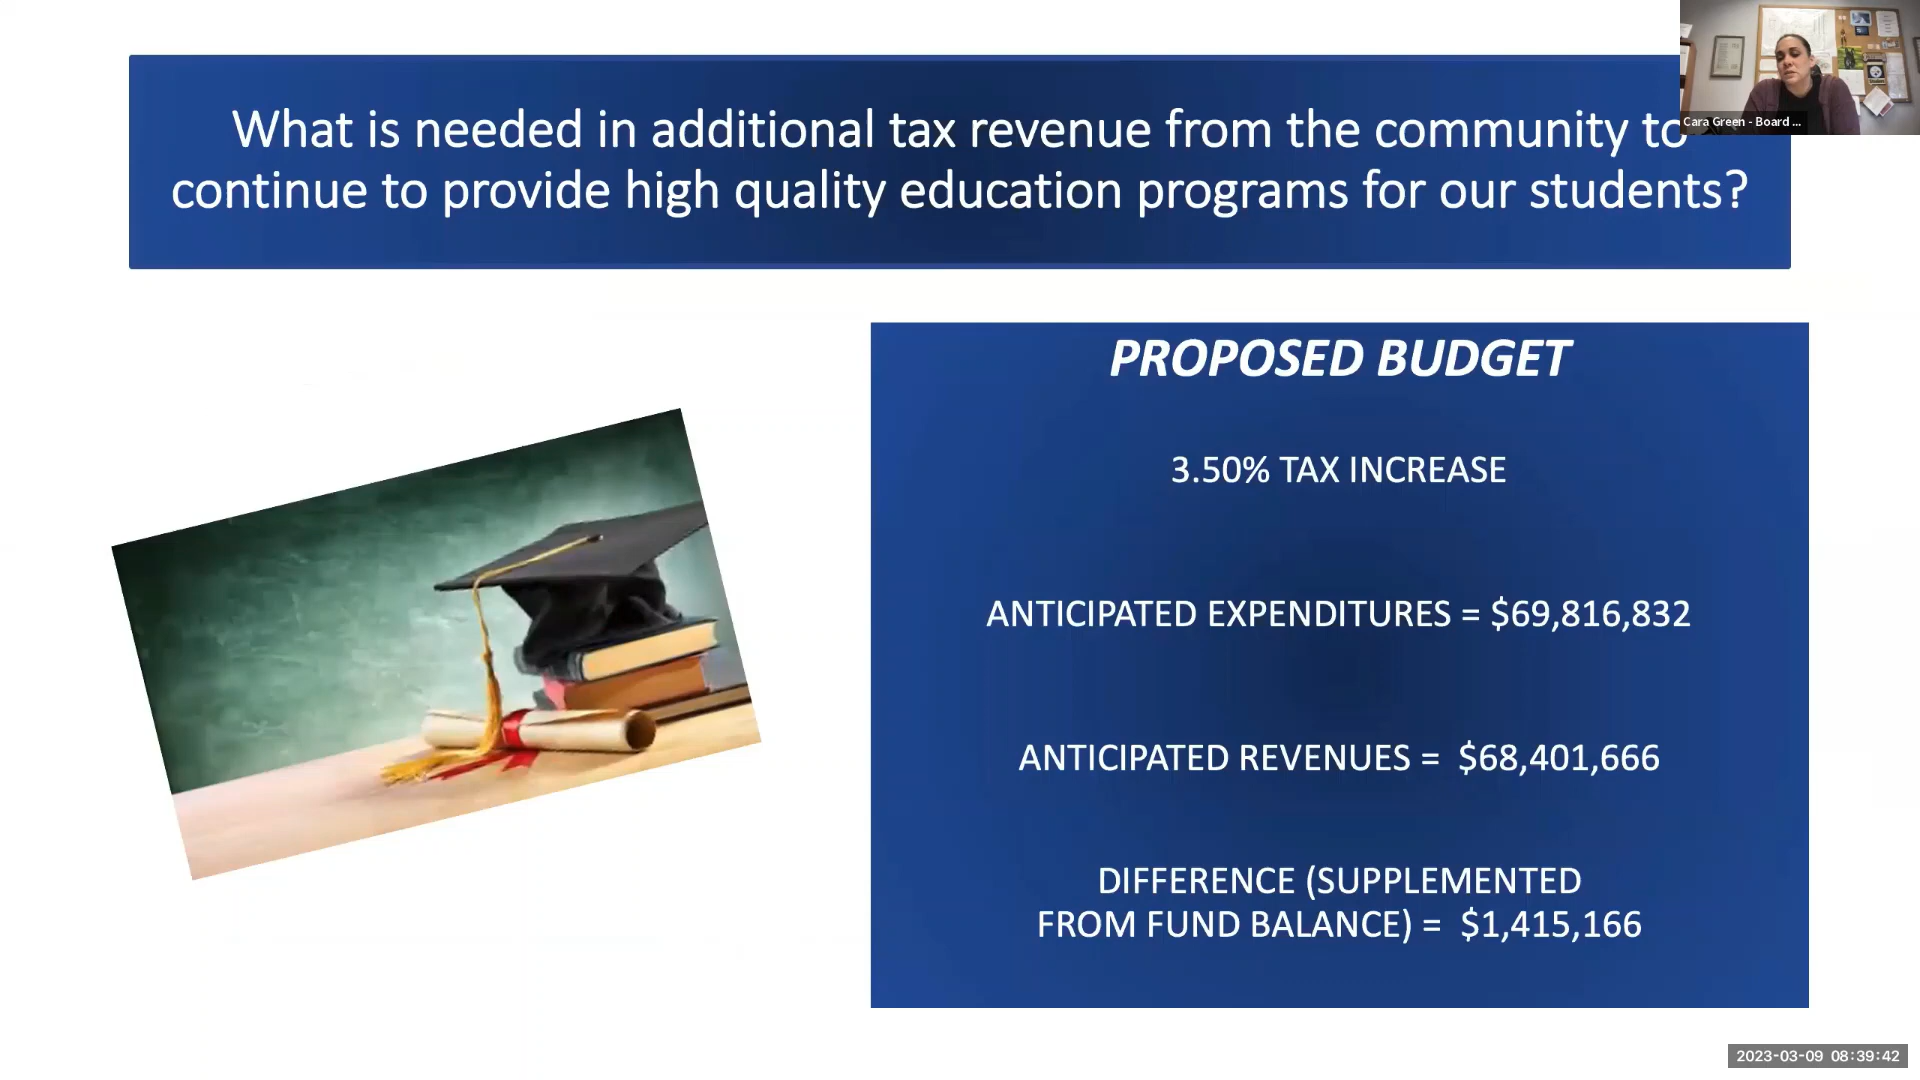 What is needed in additional tax revenue from the community to
continue to provide high quality education programs for our students?
Cara Green - Board ...
PROPOSED BUDGET
3.50% TAX INCREASE
ANTICIPATED EXPENDITURES = $69,816,832
ANTICIPATED REVENUES = $68,401,666
DIFFERENCE (SUPPLEMENTED
FROM FUND BALANCE) = $1,415,166
2023-03-09 08:39:42